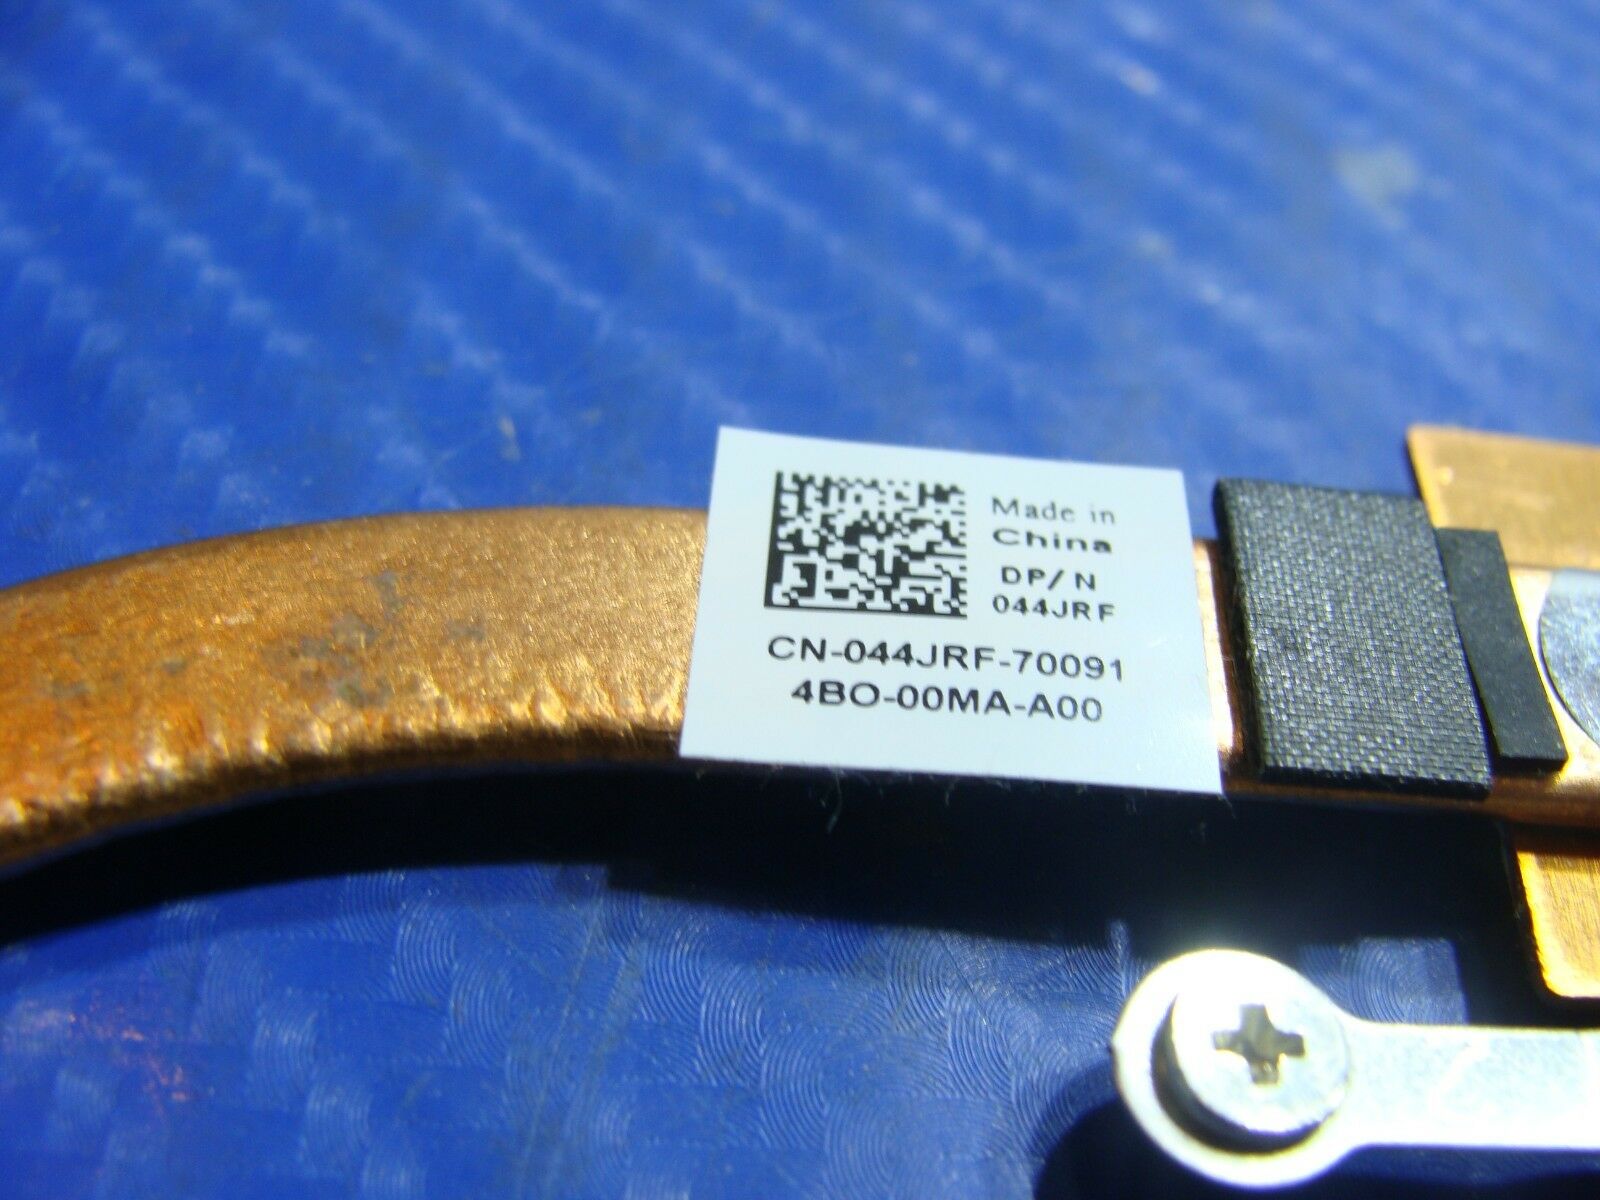 Made in
China
DP/N
044JRF
CN-044JRF-70091
4BO-00MA-A00